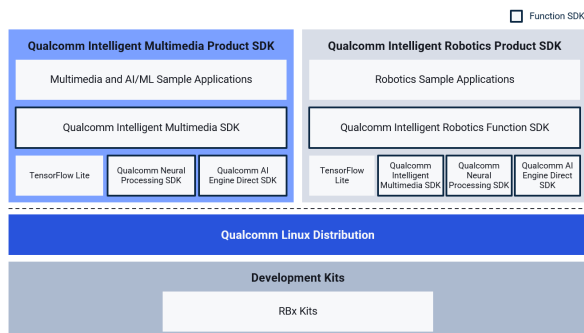 Function SDK
Qualcomm Intelligent Multimedia Product SDK
Multimedia and AI/ML Sample Applications
Qualcomm Intelligent Multimedia SDK
TensorFlow Lite
Qualcomm Neural
Processing SDK
Qualcomm AI
Engine Direct SDK
Qualcomm Intelligent Robotics Product SDK
Robotics Sample Applications
Qualcomm Intelligent Robotics Function SDK
TensorFlow
Lite
Qualcomm
Intelligent
Multimedia SDK
Qualcomm
Neural
Processing SDK
Qualcomm AI
Engine Direct
SDK
Qualcomm Linux Distribution
Development Kits
RBx Kits